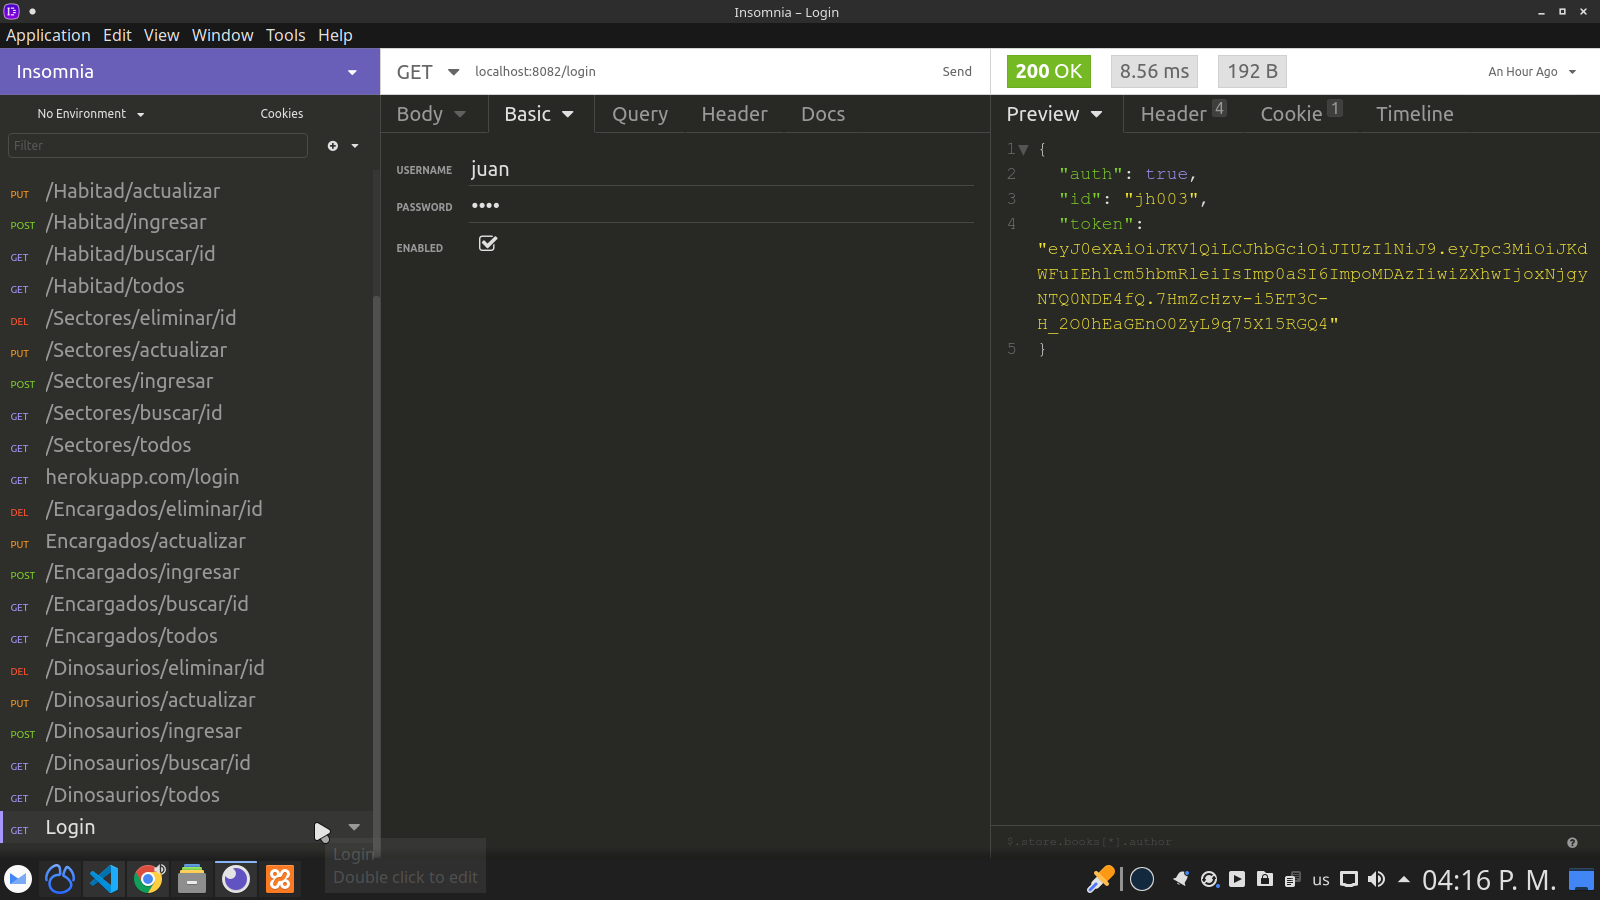 Insomnia – Login
Application Edit View Window Tools Help
Insomnia
GET localhost:8082/login Send
200 OK 8.56 ms 192 B An Hour Ago
No Environment Cookies
Body Basic Query Header Docs
Preview Header 4 Cookie 1 Timeline
Filter
PUT /Habitad/actualizar
POST /Habitad/ingresar
GET /Habitad/buscar/id
GET /Habitad/todos
DEL /Sectores/eliminar/id
PUT /Sectores/actualizar
POST /Sectores/ingresar
GET /Sectores/buscar/id
GET /Sectores/todos
GET herokuapp.com/login
DEL /Encargados/eliminar/id
PUT Encargados/actualizar
POST /Encargados/ingresar
GET /Encargados/buscar/id
GET /Encargados/todos
DEL /Dinosaurios/eliminar/id
PUT /Dinosaurios/actualizar
POST /Dinosaurios/ingresar
GET /Dinosaurios/buscar/id
GET /Dinosaurios/todos
GET Login
USERNAME juan
PASSWORD ••••
ENABLED
1 {
2 "auth": true,
3 "id": "jh003",
4 "token":
"eyJ0eXAiOiJKV1QiLCJhbGciOiJIUzI1NiJ9.eyJpc3MiOiJKd
WFuIEhlcm5hbmRleiIsImp0aSI6ImpoMDAzIiwiZXhwIjoxNjgy
NTQ0NDE4fQ.7HmZcHzv-i5ET3C-
H_2O0hEaGEnO0ZyL9q75X15RGQ4"
5 }
$.store.books[*].author
Login
Double click to edit
us 04:16 P. M.